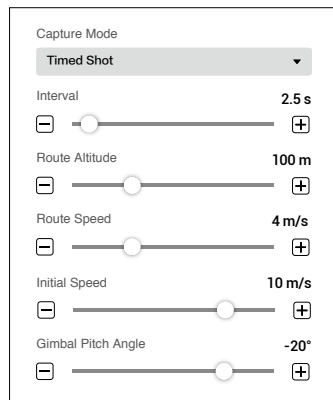 Capture Mode
Timed Shot
Interval
2.5 s
Route Altitude
100 m
Route Speed
4 m/s
Initial Speed
10 m/s
Gimbal Pitch Angle
-20°